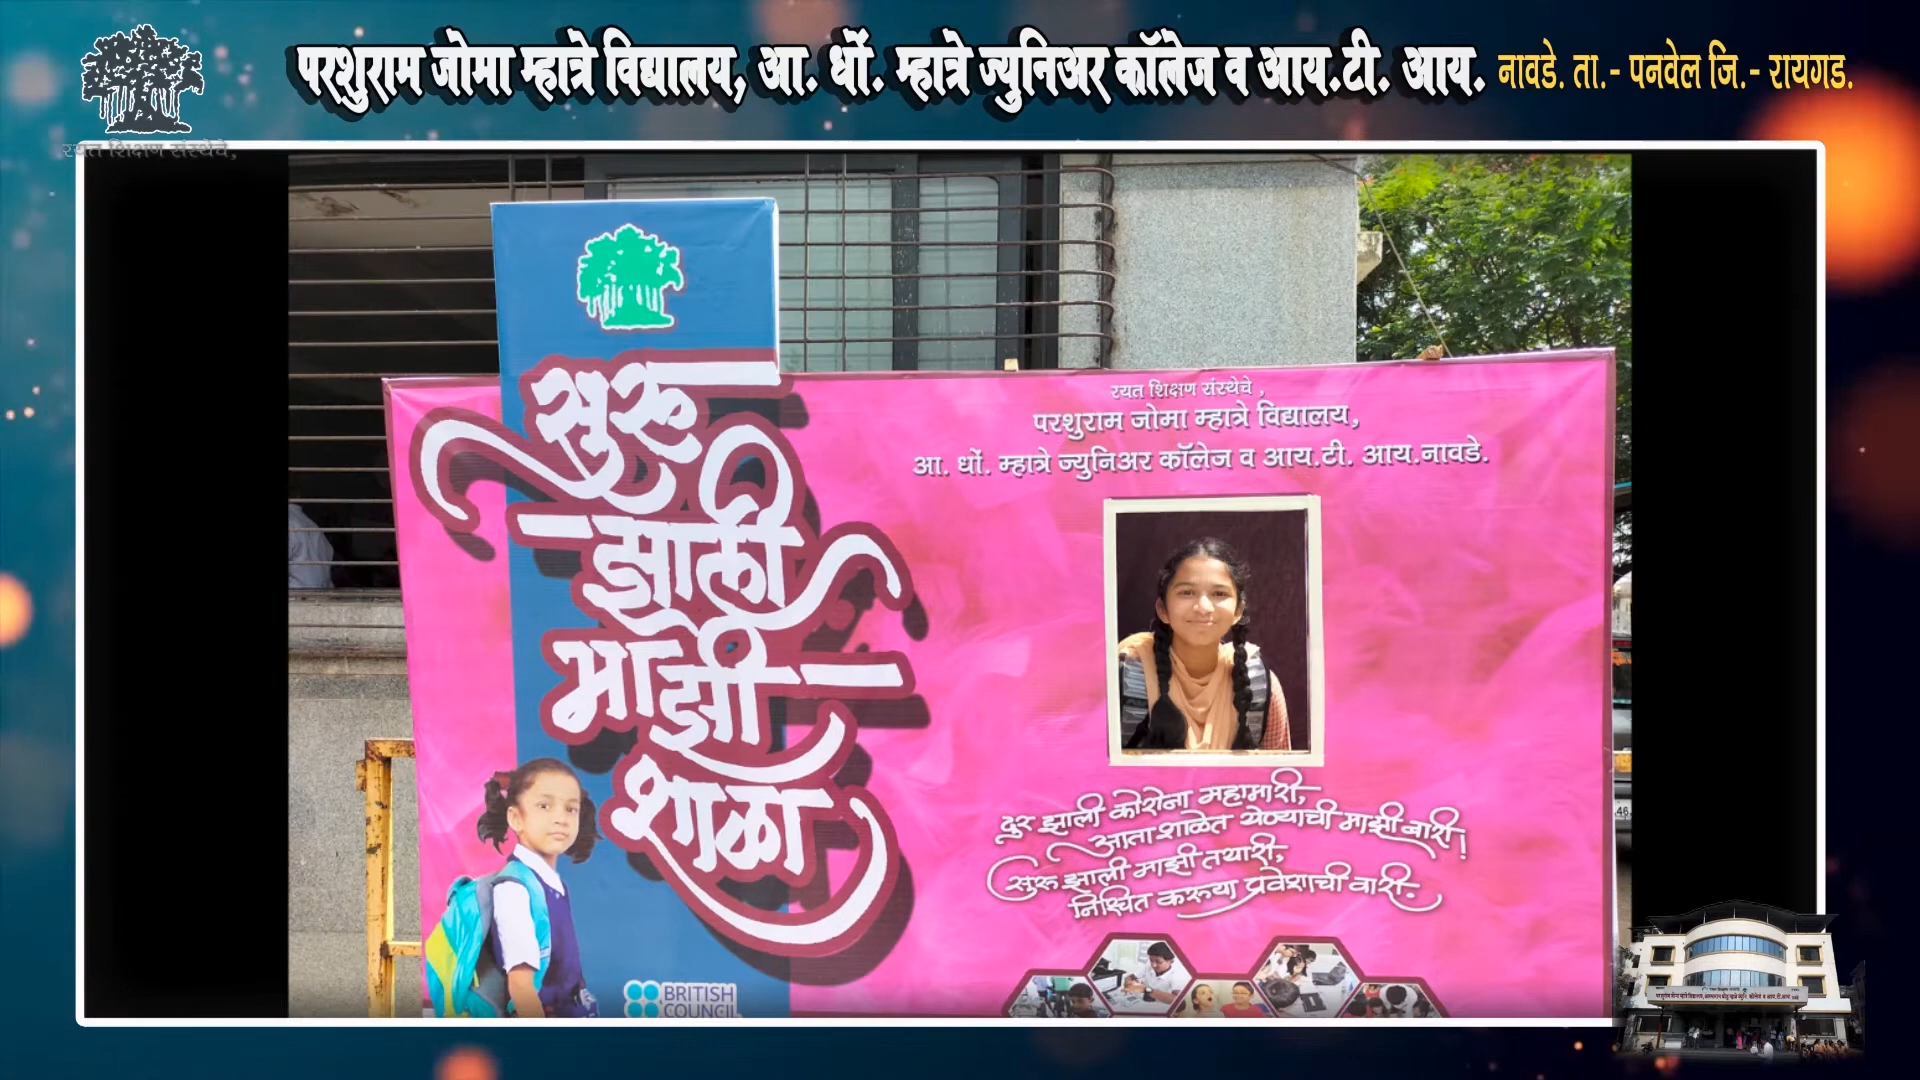 परशुराम जोमा म्हात्रे विद्यालय, आ. धों. म्हात्रे ज्युनिअर कॉलेज व आय.टी. आय. नावडे. ता.- पनवेल जि.- रायगड.
रयत शिक्षण संस्थेचे,
सुरू
झाली
माझी
शाळा
रयत शिक्षण संस्थेचे ,
परशुराम जोमा म्हात्रे विद्यालय,
आ. धों. म्हात्रे ज्युनिअर कॉलेज व आय.टी. आय.नावडे.
दुर झाली कोरोना महामारी,
आता शाळेत येण्याची माझी बारी!
सुरू झाली माझी तयारी,
निश्चित करूया प्रवेशाची वारी.
BRITISH
COUNCIL